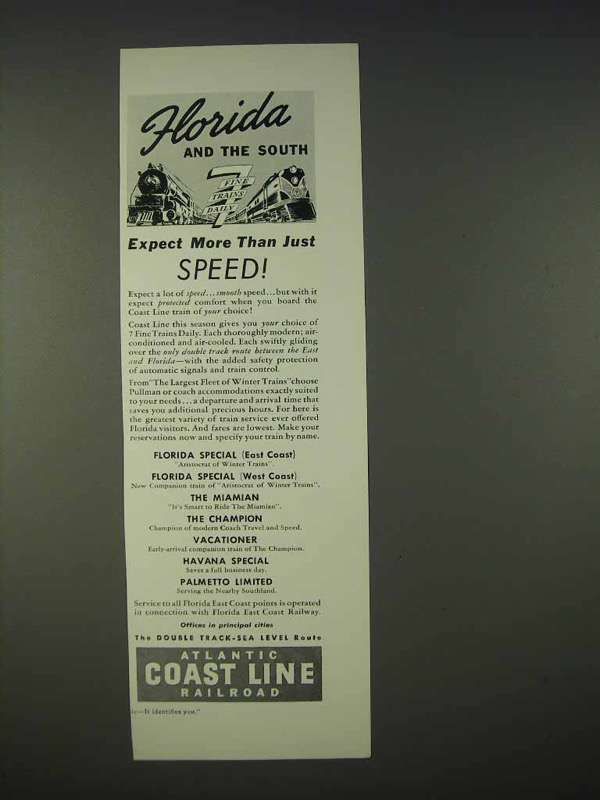 Florida
AND THE SOUTH
7
FINE
TRAINS
DAILY
Expect More Than Just
SPEED!
Expect a lot of speed...smooth speed...but with it
expect protected comfort when you board the
Coast Line train of your choice!
Coast Line this season gives you your choice of
7 Fine Trains Daily. Each thoroughly modern; air-
conditioned and air-cooled. Each swiftly gliding
over the only double track route between the East
and Florida—with the added safety protection
of automatic signals and train control.
From "The Largest Fleet of Winter Trains" choose
Pullman or coach accommodations exactly suited
to your needs...a departure and arrival time that
saves you additional precious hours. For here is
the greatest variety of train service ever offered
Florida visitors. And fares are lowest. Make your
reservations now and specify your train by name.
FLORIDA SPECIAL (East Coast)
"Aristocrat of Winter Trains".
FLORIDA SPECIAL (West Coast)
New Companion train of "Aristocrat of Winter Trains".
THE MIAMIAN
"It's Smart to Ride The Miamian".
THE CHAMPION
Champion of modern Coach Travel and Speed.
VACATIONER
Early-arrival companion train of The Champion.
HAVANA SPECIAL
Saves a full business day.
PALMETTO LIMITED
Serving the Nearby Southland.
Service to all Florida East Coast points is operated
in connection with Florida East Coast Railway.
Offices in principal cities
The DOUBLE TRACK-SEA LEVEL Route
ATLANTIC
COAST LINE
RAILROAD
—It identifies you."